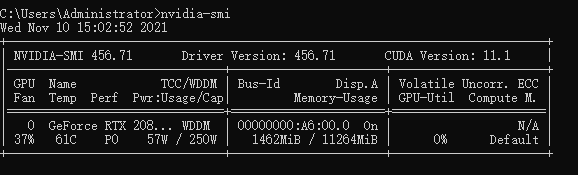 C:\Users\Administrator>nvidia-smi
Wed Nov 10 15:02:52 2021
NVIDIA-SMI 456.71 Driver Version: 456.71 CUDA Version: 11.1
GPU Name TCC/WDDM | Bus-Id Disp.A | Volatile Uncorr. ECC
Fan Temp Perf Pwr:Usage/Cap | Memory-Usage | GPU-Util Compute M.
0 GeForce RTX 208... WDDM | 00000000:A6:00.0 On | N/A
37% 61C P0 57W / 250W | 1462MiB / 11264MiB | 0% Default